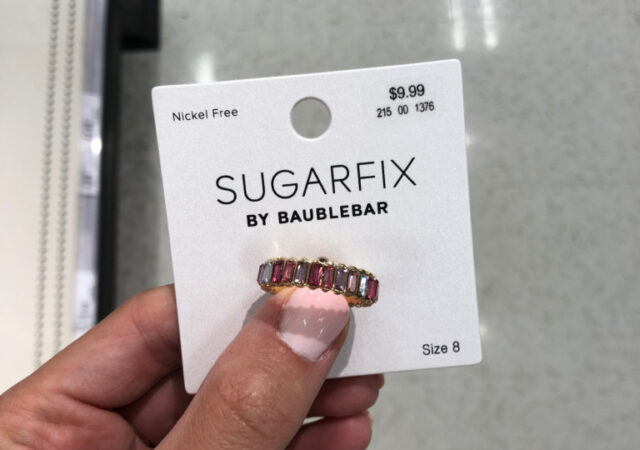 Nickel Free
$9.99
215 00 1376
SUGARFIX
BY BAUBLEBAR
Size 8